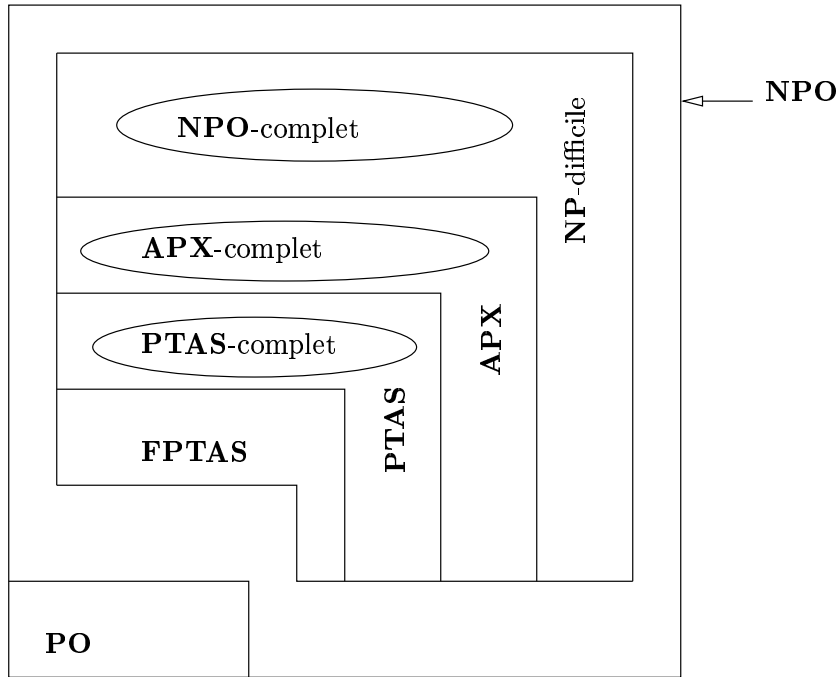 NPO
NPO-complet
NP-difficile
APX-complet
APX
PTAS-complet
PTAS
FPTAS
PO